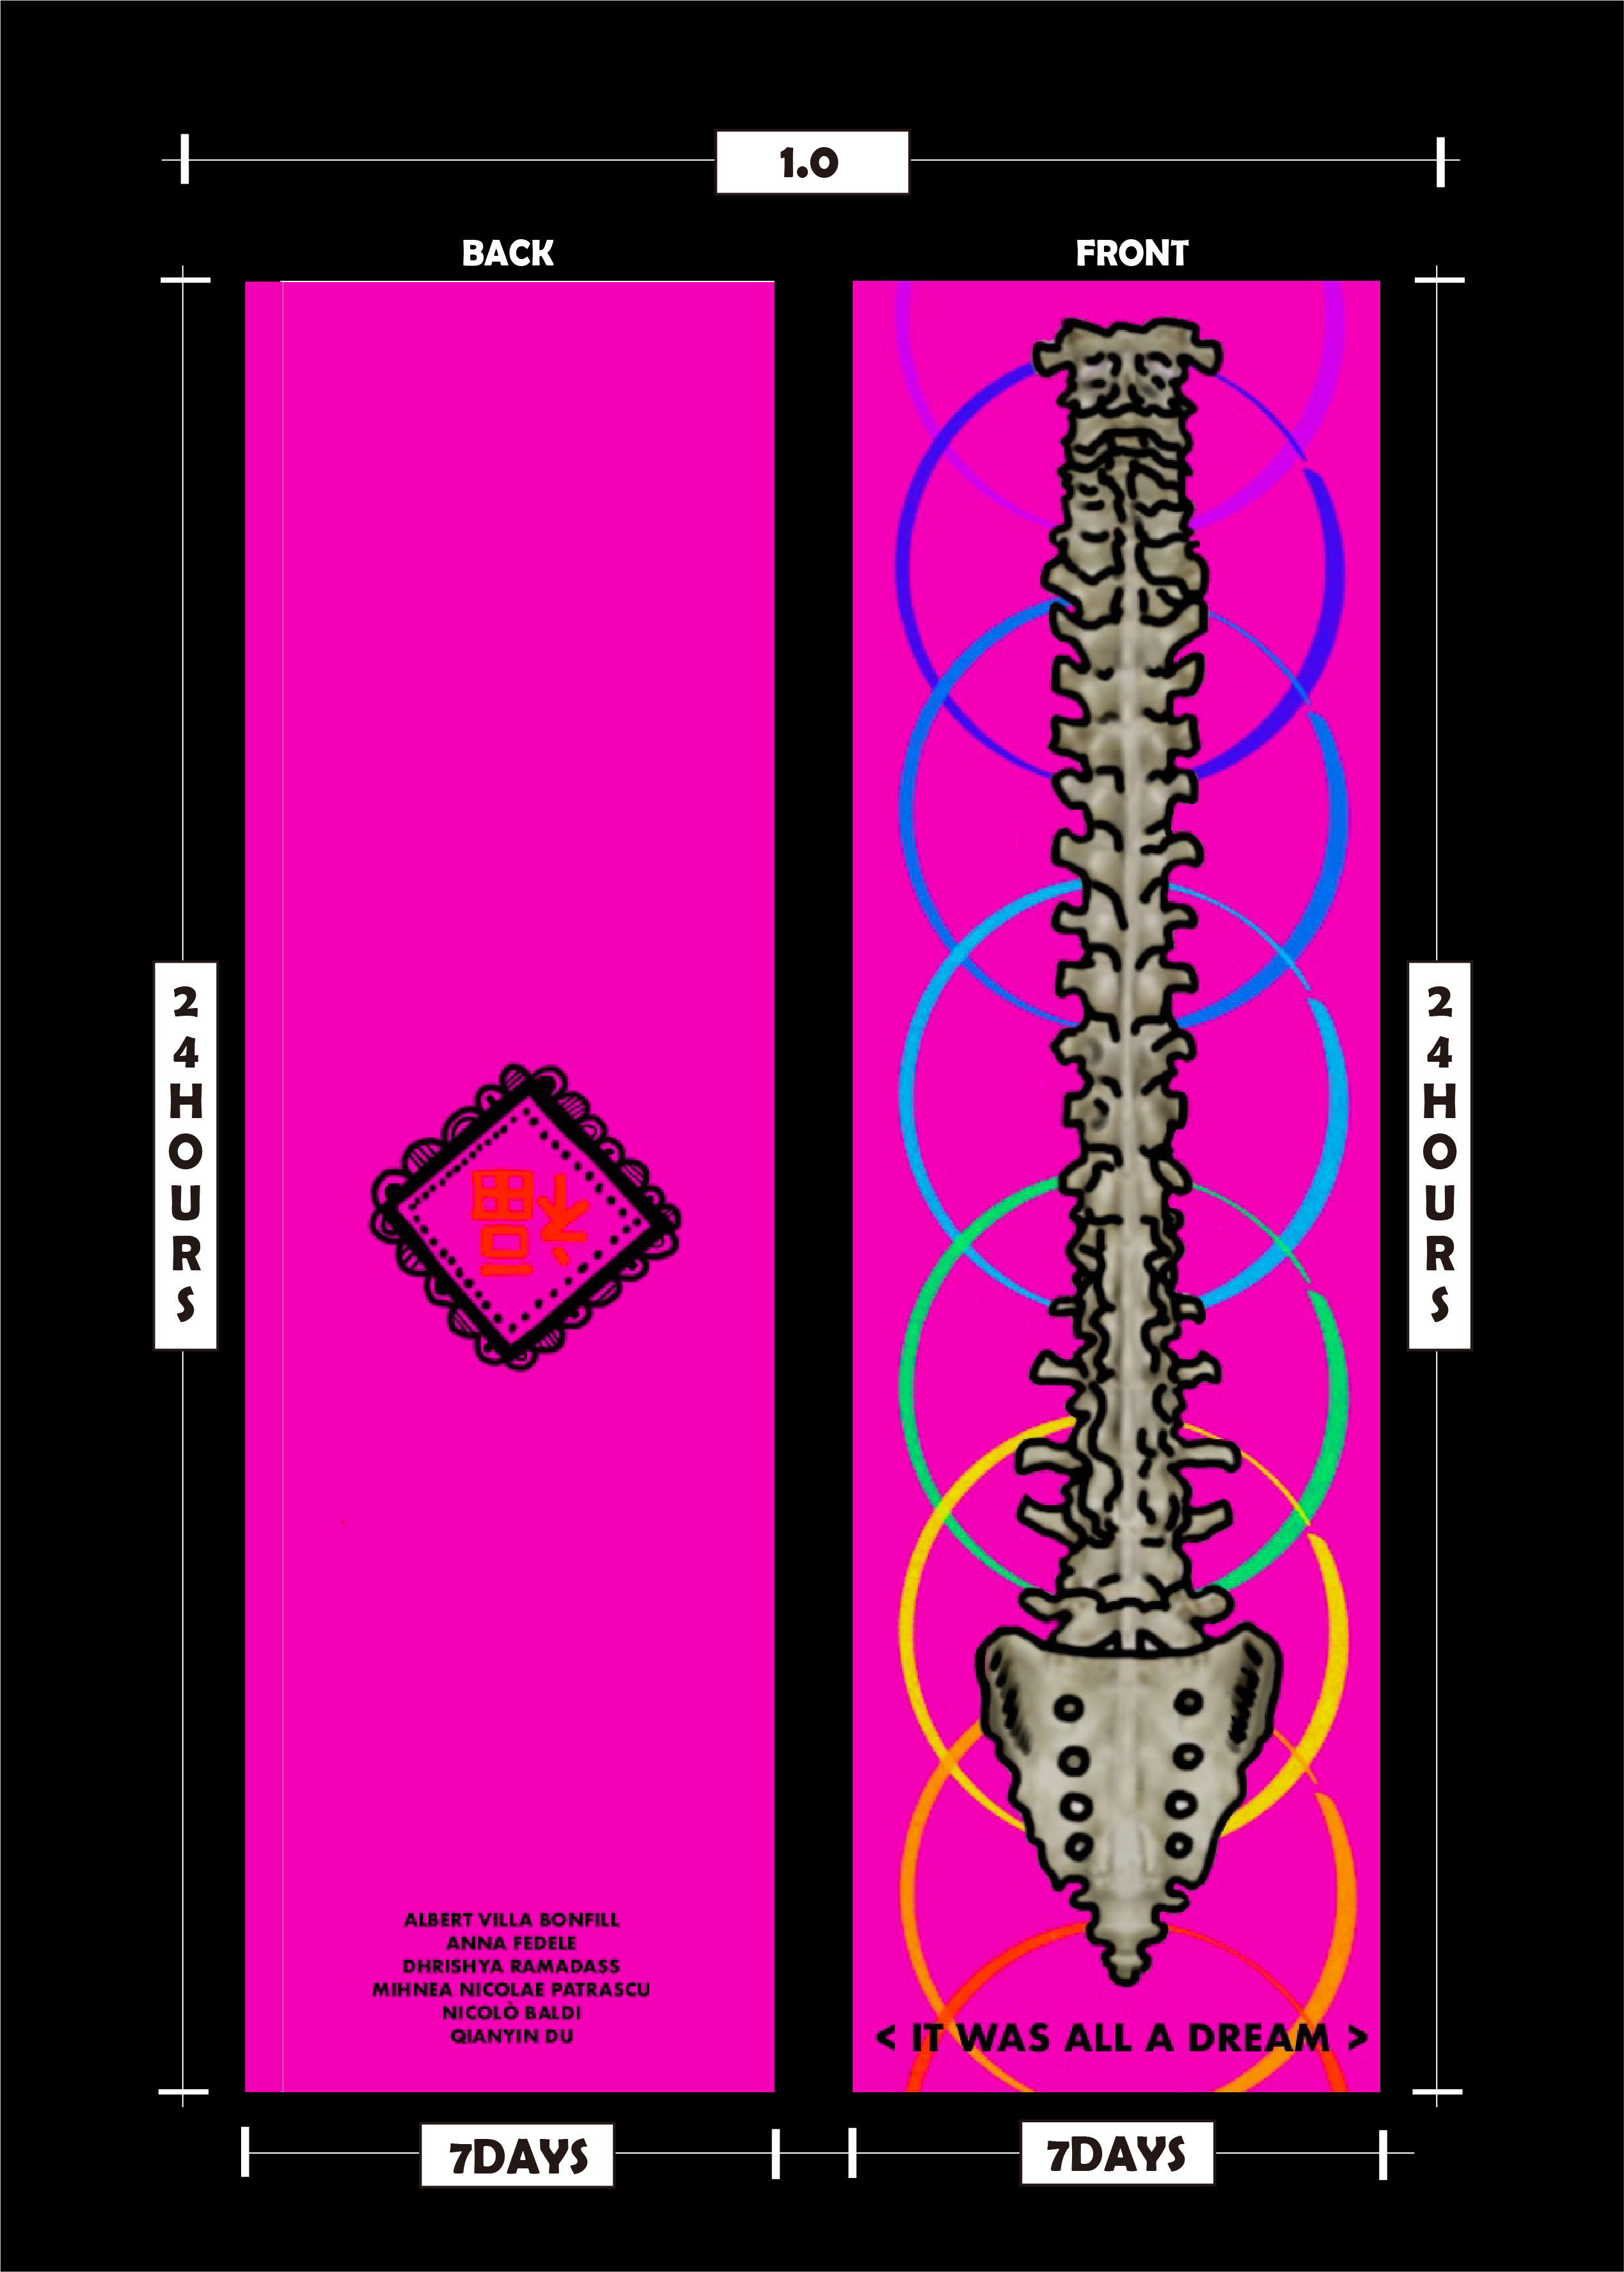 1.0
BACK
FRONT
24HOURS
福
24HOURS
ALBERT VILLA BONFILL
ANNA FEDELE
DHRISHYA RAMADASS
MIHNEA NICOLAE PATRASCU
NICOLÒ BALDI
QIANYIN DU
< IT WAS ALL A DREAM >
7DAYS
7DAYS